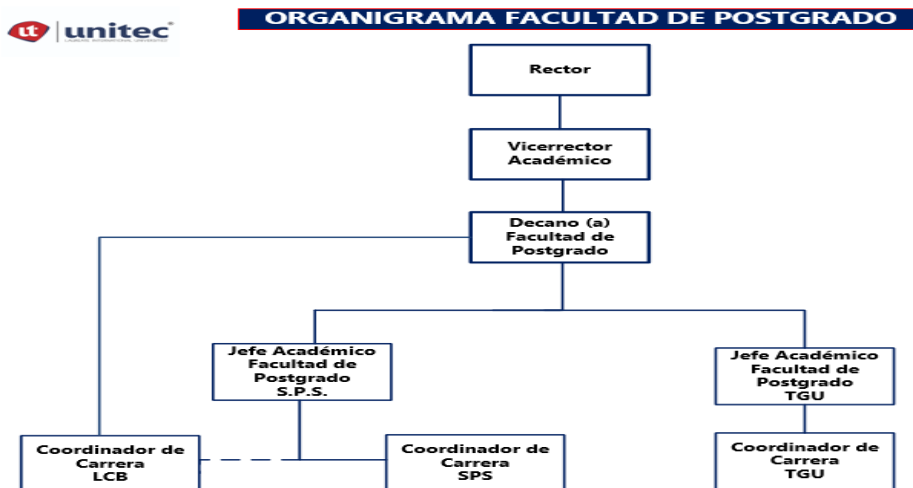 ut unitec®
ORGANIGRAMA FACULTAD DE POSTGRADO
Rector
Vicerrector
Académico
Decano (a)
Facultad de
Postgrado
Jefe Académico
Facultad de
Postgrado
S.P.S.
Jefe Académico
Facultad de
Postgrado
TGU
Coordinador de
Carrera
LCB
Coordinador de
Carrera
SPS
Coordinador de
Carrera
TGU